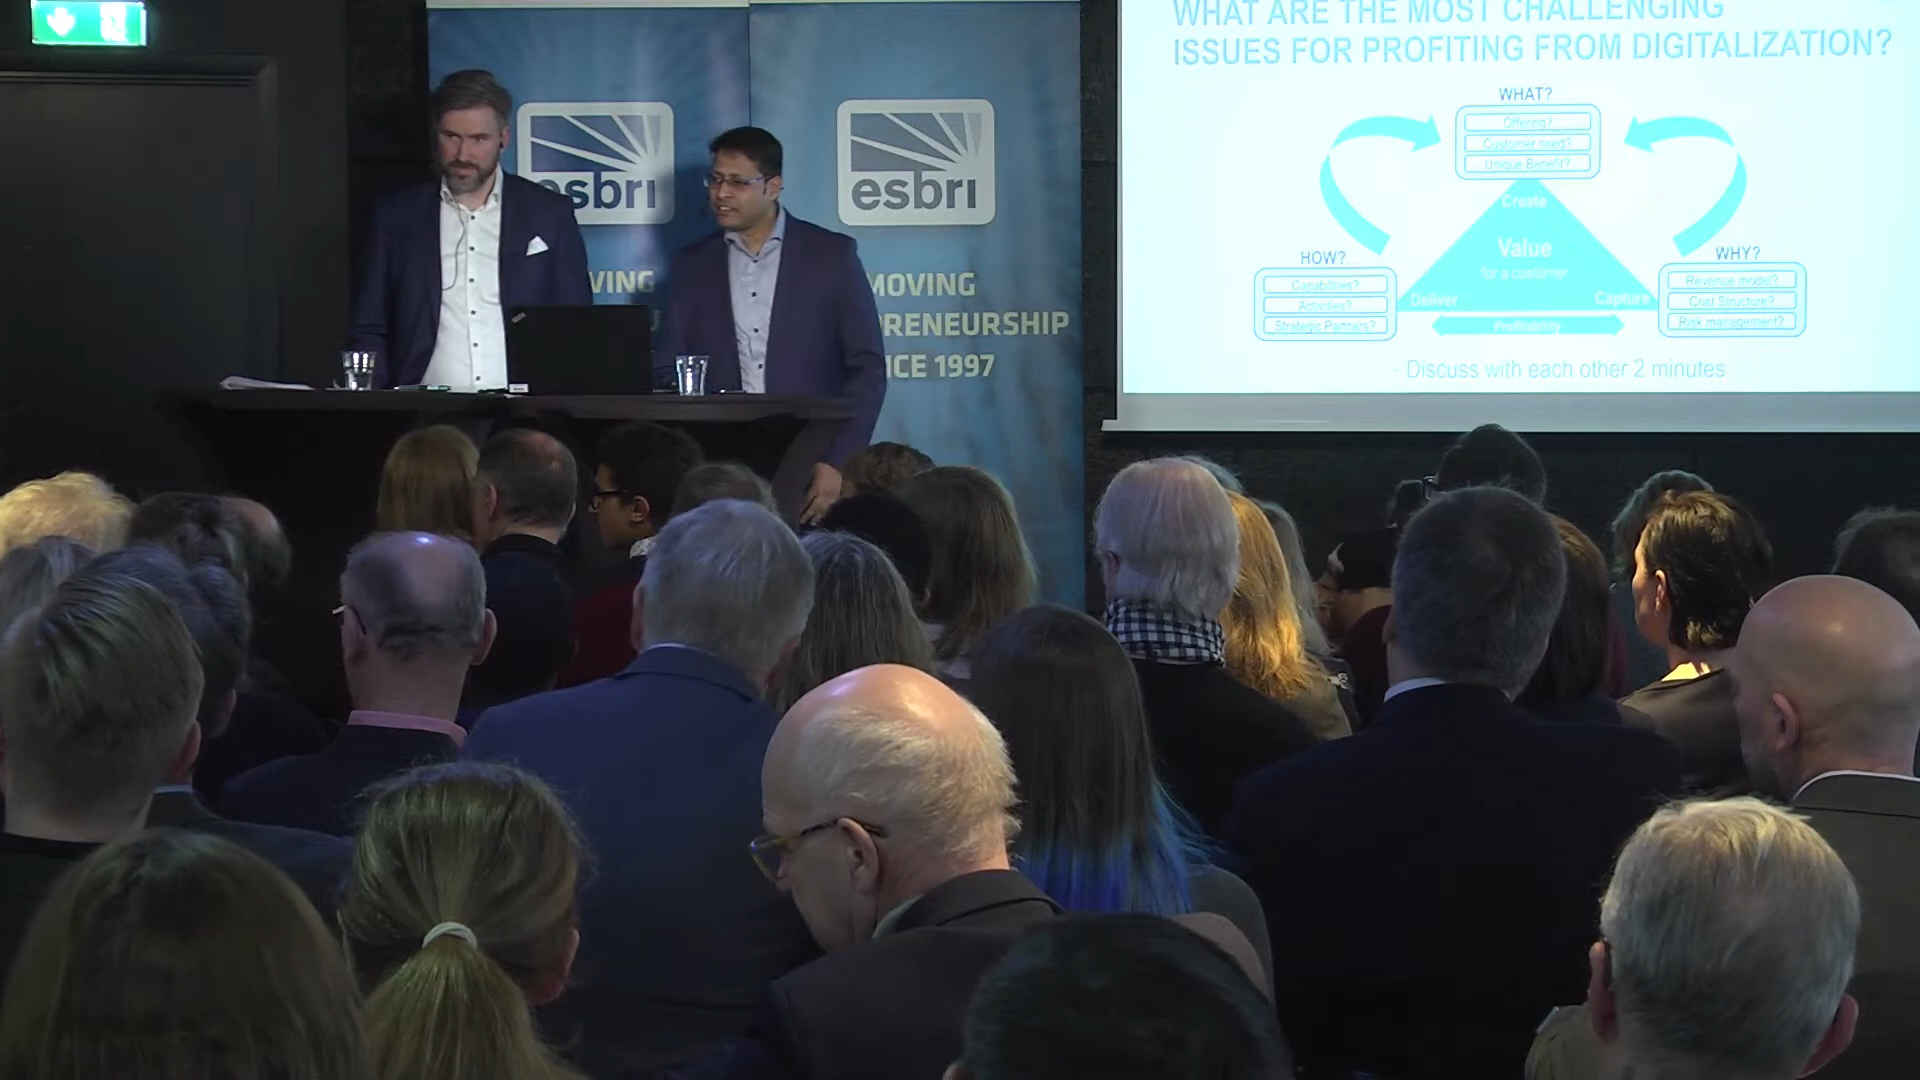 esbri
esbri
VING
MOVING
PRENEURSHIP
CE 1997
WHAT ARE THE MOST CHALLENGING
ISSUES FOR PROFITING FROM DIGITALIZATION?
WHAT?
Offering?
Customer need?
Unique Benefit?
Create
Value
for a customer
HOW?
Capabilities?
Activities?
Strategic Partners?
WHY?
Revenue model?
Cost Structure?
Risk management?
Deliver
Capture
Profitability
- Discuss with each other 2 minutes